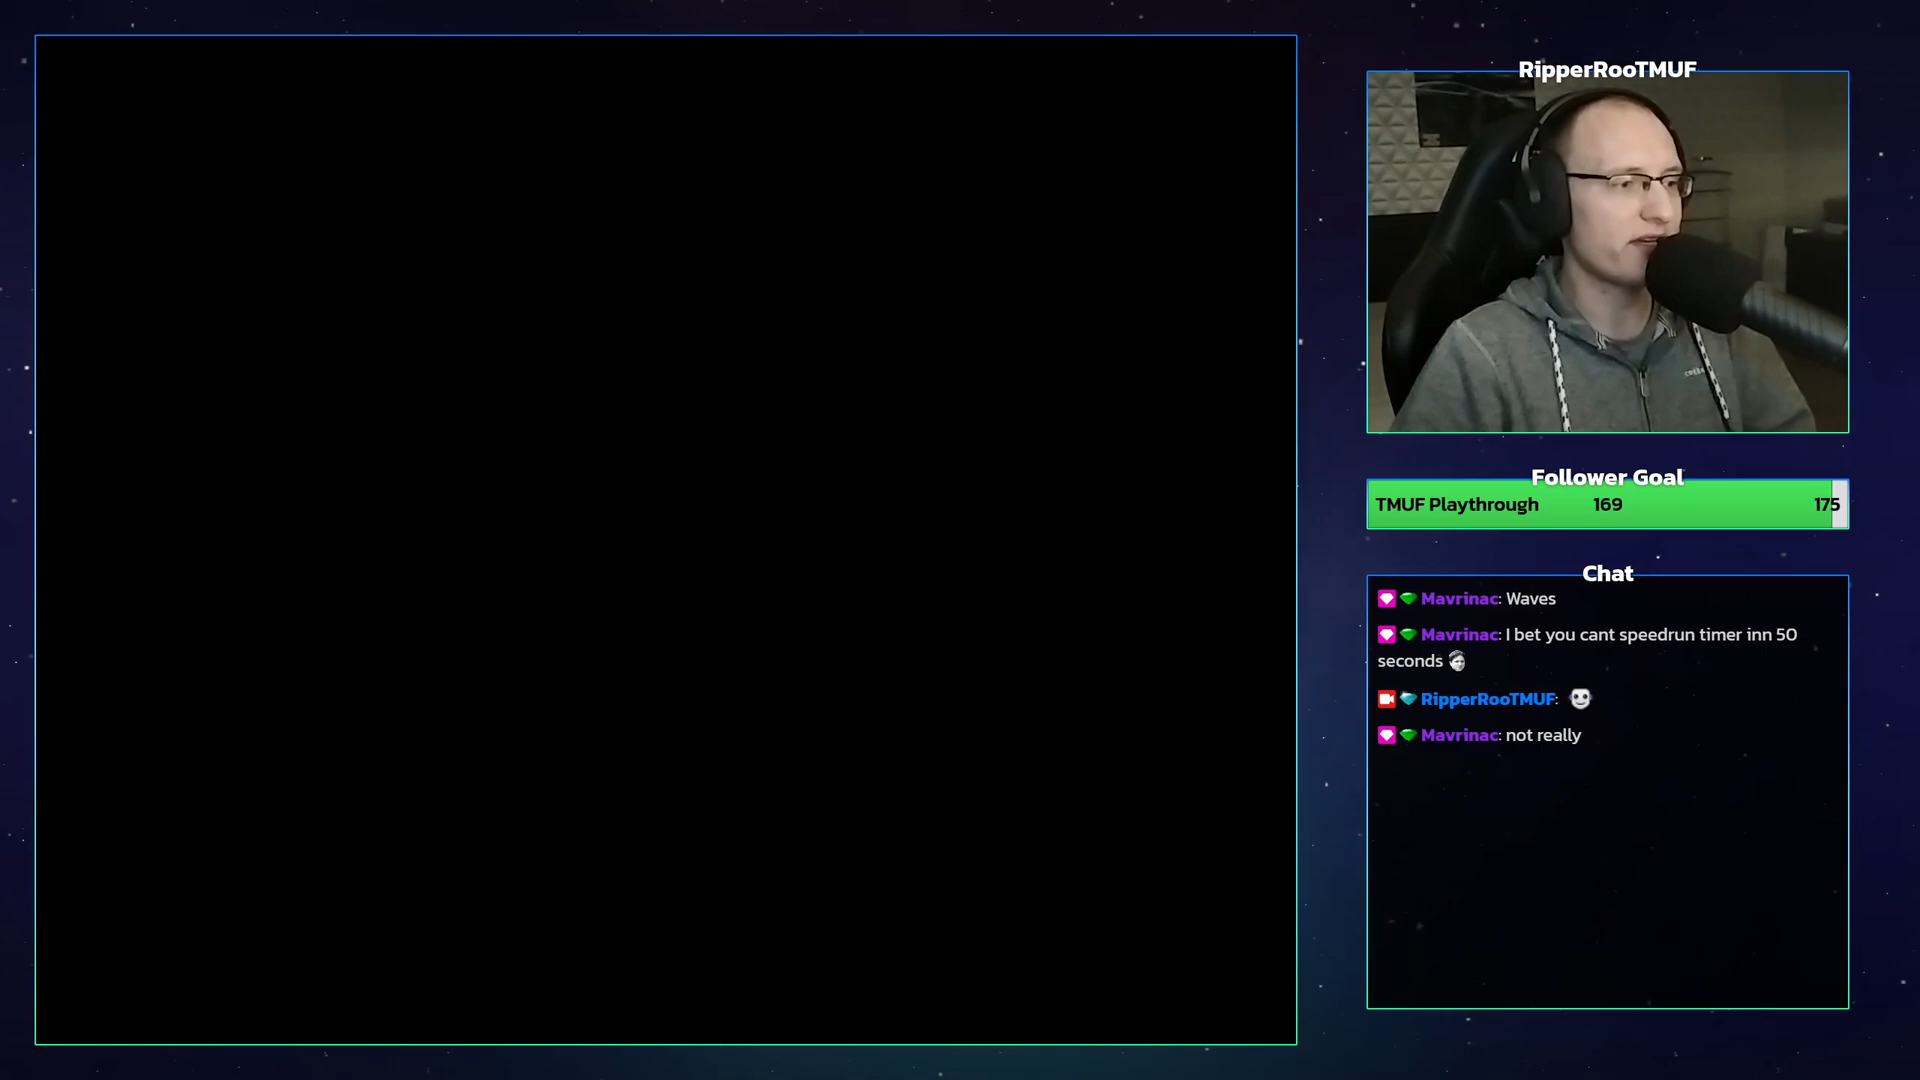 RipperRooTMUF
Follower Goal
TMUF Playthrough 169 175
Chat
Mavrinac: Waves
Mavrinac: I bet you cant speedrun timer inn 50
seconds
RipperRooTMUF:
Mavrinac: not really